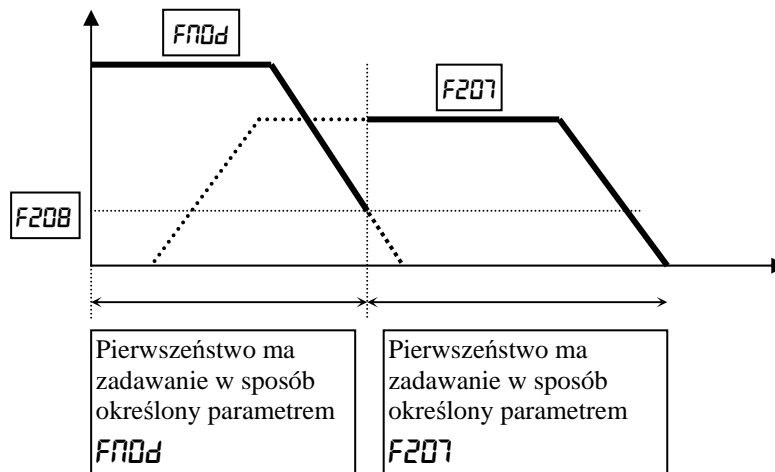 FMOd
F207
F208
Pierwszeństwo ma
zadawanie w sposób
określony parametrem
FMOd
Pierwszeństwo ma
zadawanie w sposób
określony parametrem
F207